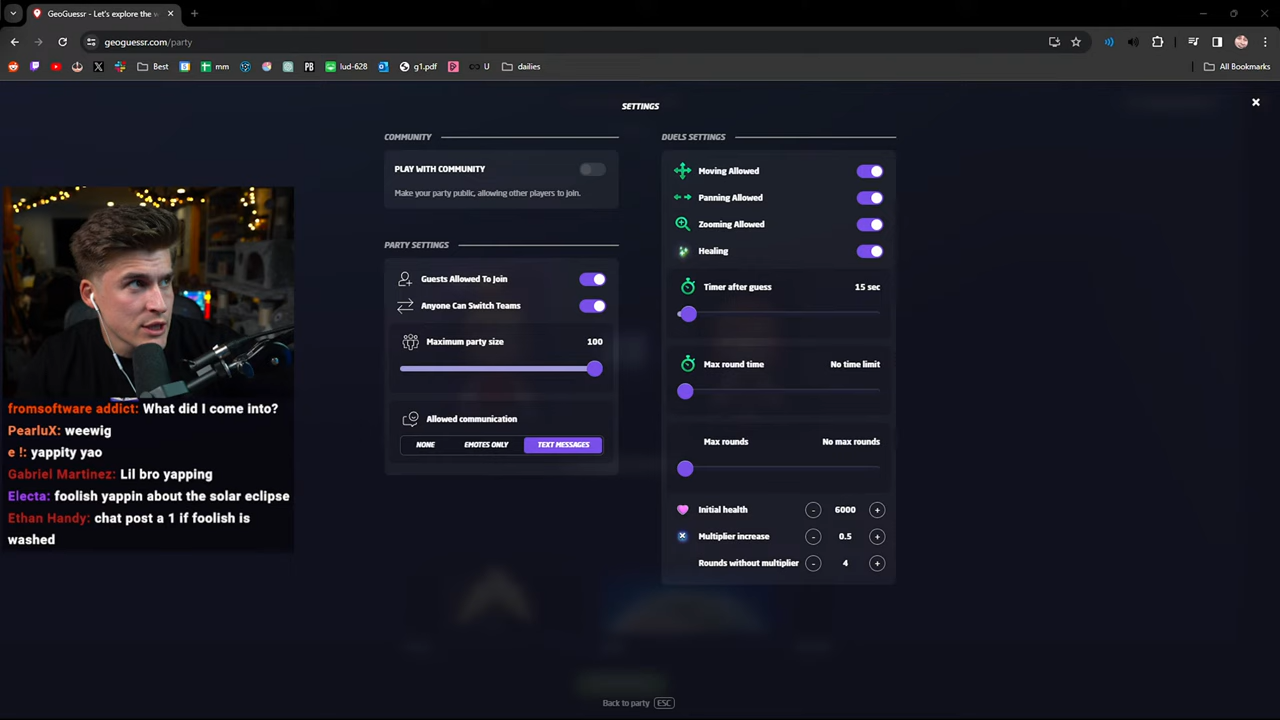 GeoGuessr - Let's explore the w
geoguessr.com/party
Best
mm
lud-628
g1.pdf
U
dailies
All Bookmarks
SETTINGS
COMMUNITY
PLAY WITH COMMUNITY
Make your party public, allowing other players to join.
PARTY SETTINGS
Guests Allowed To Join
Anyone Can Switch Teams
Maximum party size 100
Allowed communication
NONE EMOTES ONLY TEXT MESSAGES
DUELS SETTINGS
Moving Allowed
Panning Allowed
Zooming Allowed
Healing
Timer after guess 15 sec
Max round time No time limit
Max rounds No max rounds
Initial health - 6000 +
Multiplier increase - 0.5 +
Rounds without multiplier - 4 +
fromsoftware addict: What did I come into?
PearluX: weewig
e !: yappity yao
Gabriel Martinez: Lil bro yapping
Electa: foolish yappin about the solar eclipse
Ethan Handy: chat post a 1 if foolish is
washed
Back to party ESC